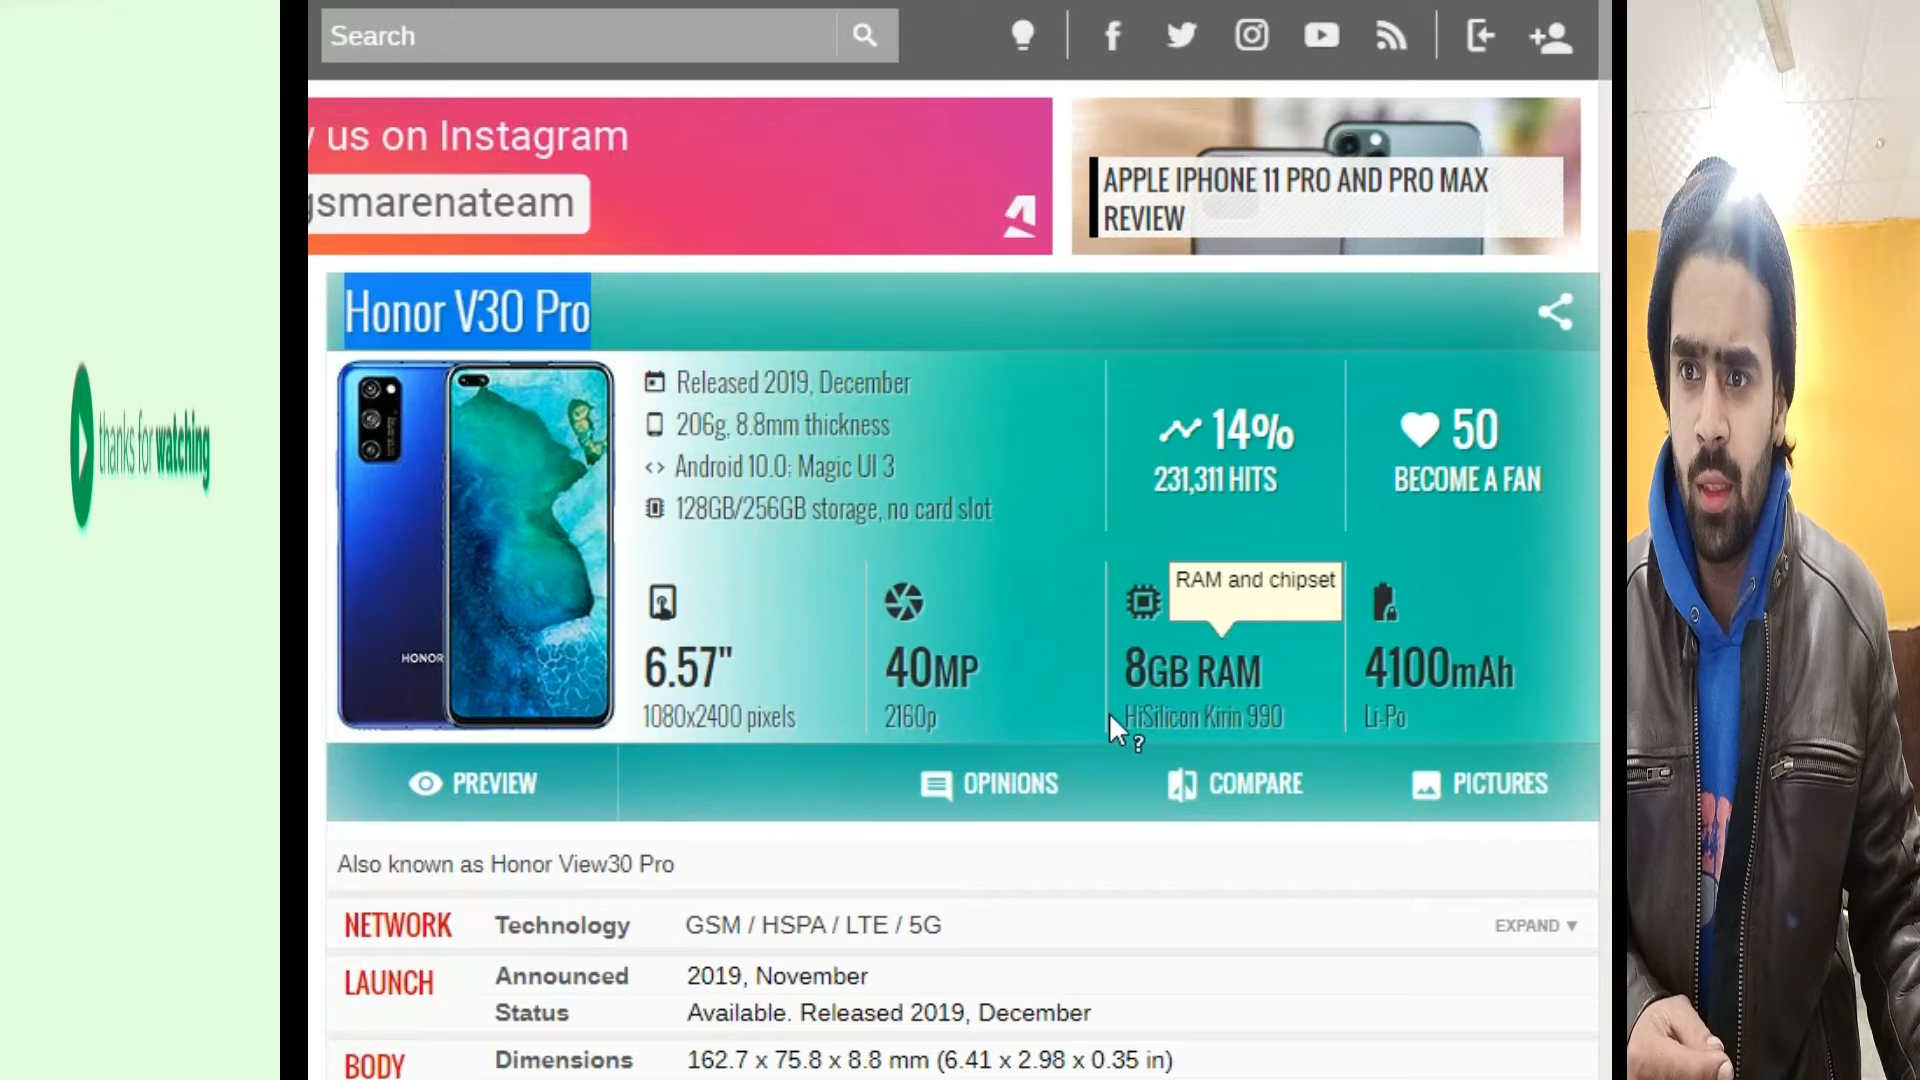 Search
y us on Instagram
gsmarenateam
APPLE IPHONE 11 PRO AND PRO MAX
REVIEW
Honor V30 Pro
Released 2019, December
206g, 8.8mm thickness
Android 10.0; Magic UI 3
128GB/256GB storage, no card slot
14%
231,311 HITS
50
BECOME A FAN
thanks for watching
RAM and chipset
6.57"
1080x2400 pixels
40MP
2160p
8GB RAM
HiSilicon Kirin 990
4100mAh
Li-Po
HONOR
PREVIEW
OPINIONS
COMPARE
PICTURES
Also known as Honor View30 Pro
NETWORK Technology GSM / HSPA / LTE / 5G EXPAND ▼
LAUNCH Announced 2019, November
Status Available. Released 2019, December
BODY Dimensions 162.7 x 75.8 x 8.8 mm (6.41 x 2.98 x 0.35 in)